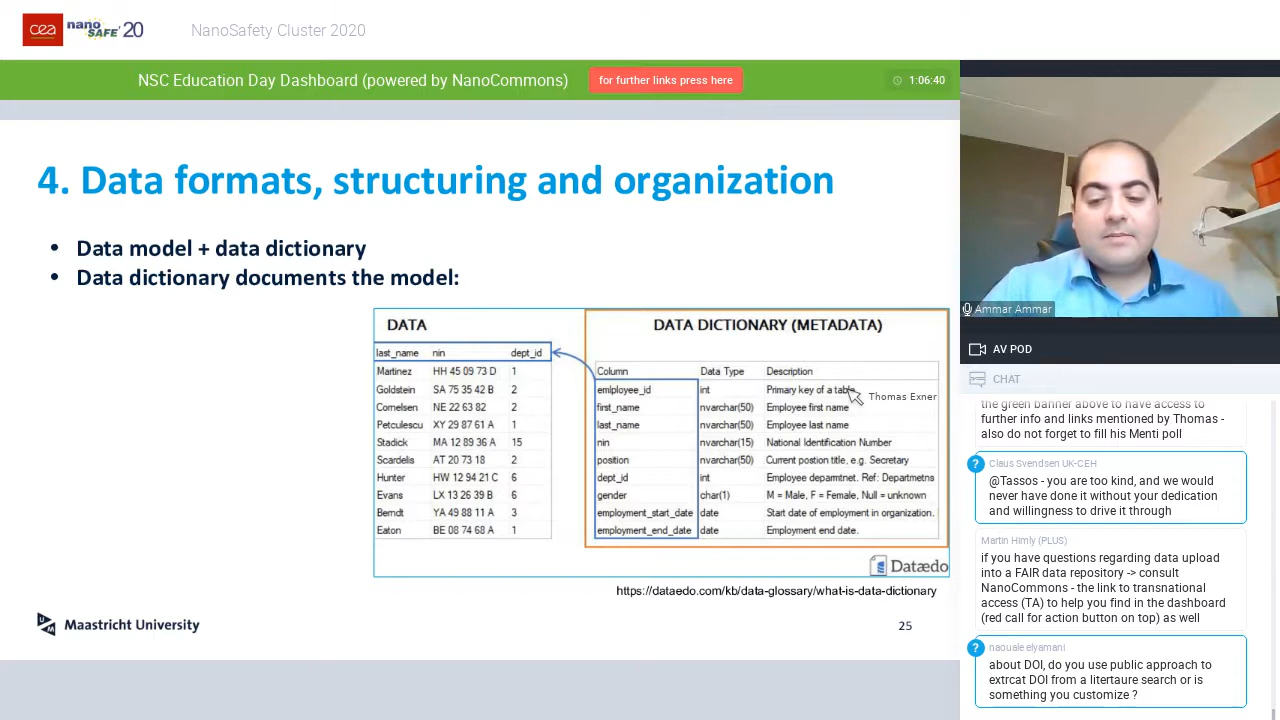 cea nano SAFE' 20
NanoSafety Cluster 2020
NSC Education Day Dashboard (powered by NanoCommons)
for further links press here
1:06:40
4. Data formats, structuring and organization
• Data model + data dictionary
• Data dictionary documents the model:
DATA
last_name nin dept_id
Martinez HH 45 09 73 D 1
Goldstein SA 75 35 42 B 2
Cornelsen NE 22 63 82 2
Petculescu XY 29 87 61 A 1
Stadick MA 12 89 36 A 15
Scardelis AT 20 73 18 2
Hunter HW 12 94 21 C 6
Evans LX 13 26 39 B 6
Berndt YA 49 88 11 A 3
Eaton BE 08 74 68 A 1
DATA DICTIONARY (METADATA)
Column Data Type Description
emlployee_id int Primary key of a table
first_name nvarchar(50) Employee first name
last_name nvarchar(50) Employee last name
nin nvarchar(15) National Identification Number
position nvarchar(50) Current postion title, e.g. Secretary
dept_id int Employee depamtnet. Ref: Departmetns
gender char(1) M = Male, F = Female, Null = unknown
employment_start_date date Start date of employment in organization.
employment_end_date date Employment end date.
Thomas Exner
Dataedo
https://dataedo.com/kb/data-glossary/what-is-data-dictionary
Maastricht University
25
Ammar Ammar
AV POD
CHAT
the green banner above to have access to
further info and links mentioned by Thomas -
also do not forget to fill his Menti poll
? Claus Svendsen UK-CEH
@Tassos - you are too kind, and we would
never have done it without your dedication
and willingness to drive it through
Martin Himly (PLUS)
if you have questions regarding data upload
into a FAIR data repository -> consult
NanoCommons - the link to transnational
access (TA) to help you find in the dashboard
(red call for action button on top) as well
? naouale elyamani
about DOI, do you use public approach to
extrcat DOI from a litertaure search or is
something you customize ?